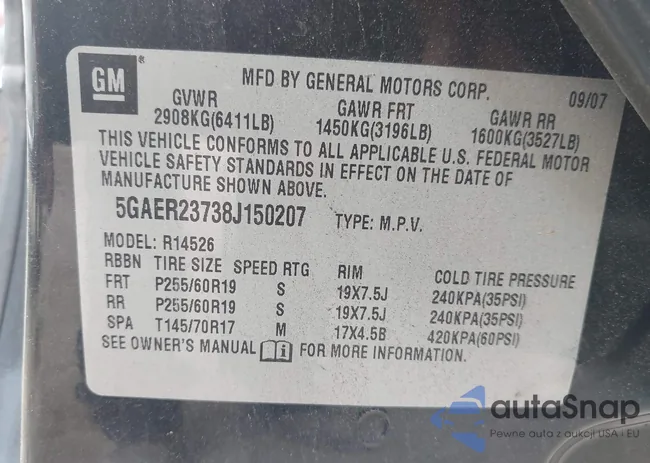 GM ®
MFD BY GENERAL MOTORS CORP. 09/07
GVWR GAWR FRT GAWR RR
2908KG(6411LB) 1450KG(3196LB) 1600KG(3527LB)
THIS VEHICLE CONFORMS TO ALL APPLICABLE U.S. FEDERAL MOTOR
VEHICLE SAFETY STANDARDS IN EFFECT ON THE DATE OF
MANUFACTURE SHOWN ABOVE.
5GAER23738J150207 TYPE: M.P.V.
MODEL: R14526
RBBN TIRE SIZE SPEED RTG RIM COLD TIRE PRESSURE
FRT P255/60R19 S 19X7.5J 240KPA(35PSI)
RR P255/60R19 S 19X7.5J 240KPA(35PSI)
SPA T145/70R17 M 17X4.5B 420KPA(60PSI)
SEE OWNER'S MANUAL i FOR MORE INFORMATION.
autaSnap
Pewne auta z aukcji USA i EU